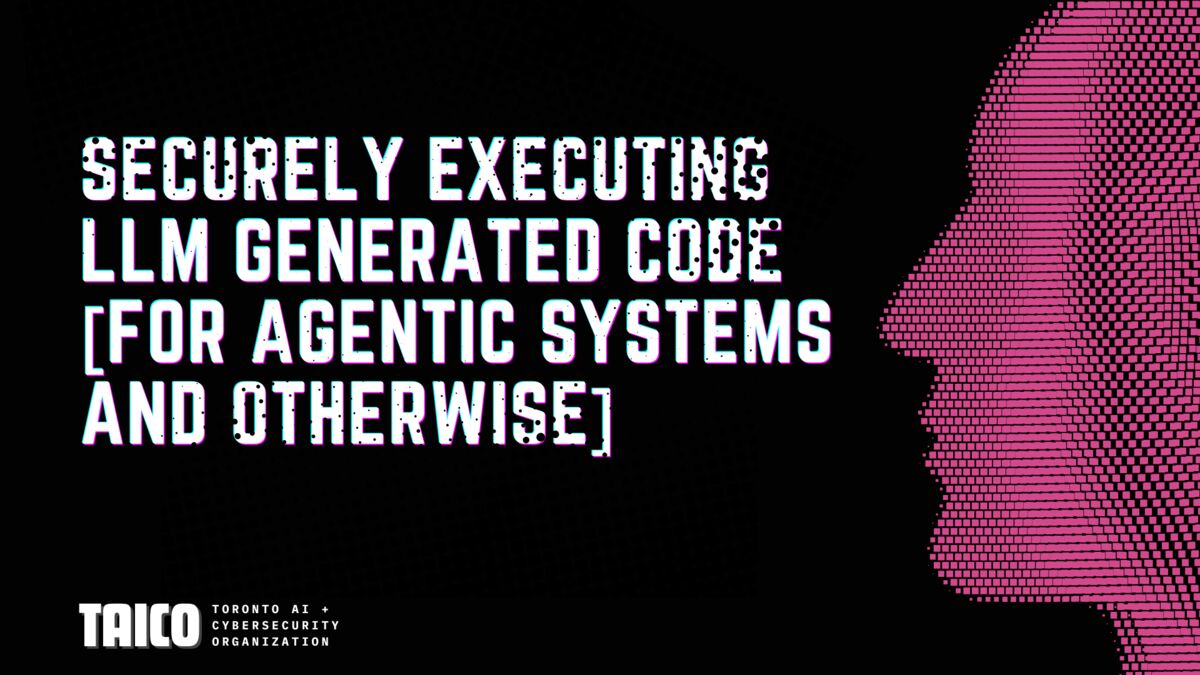 SECURELY EXECUTING
LLM GENERATED CODE
[FOR AGENTIC SYSTEMS
AND OTHERWISE]
TAICO
TORONTO AI +
CYBERSECURITY
ORGANIZATION